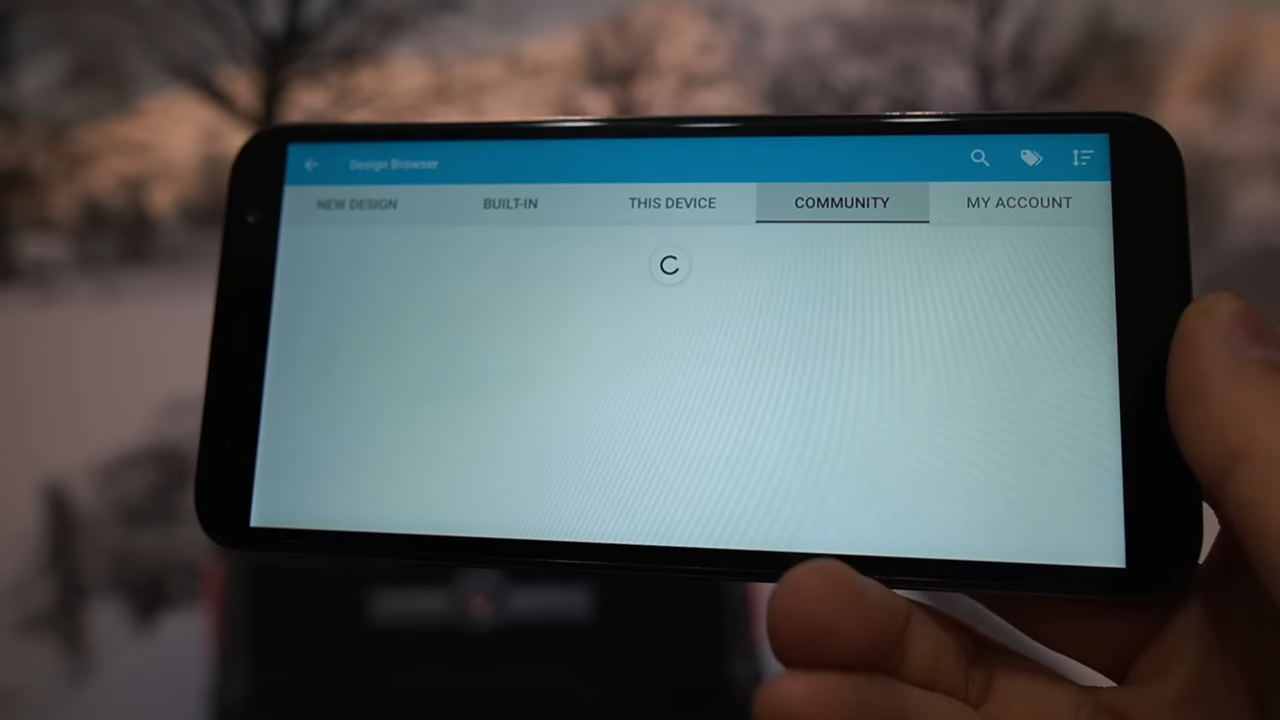 Design Browser
NEW DESIGN BUILT-IN THIS DEVICE COMMUNITY MY ACCOUNT